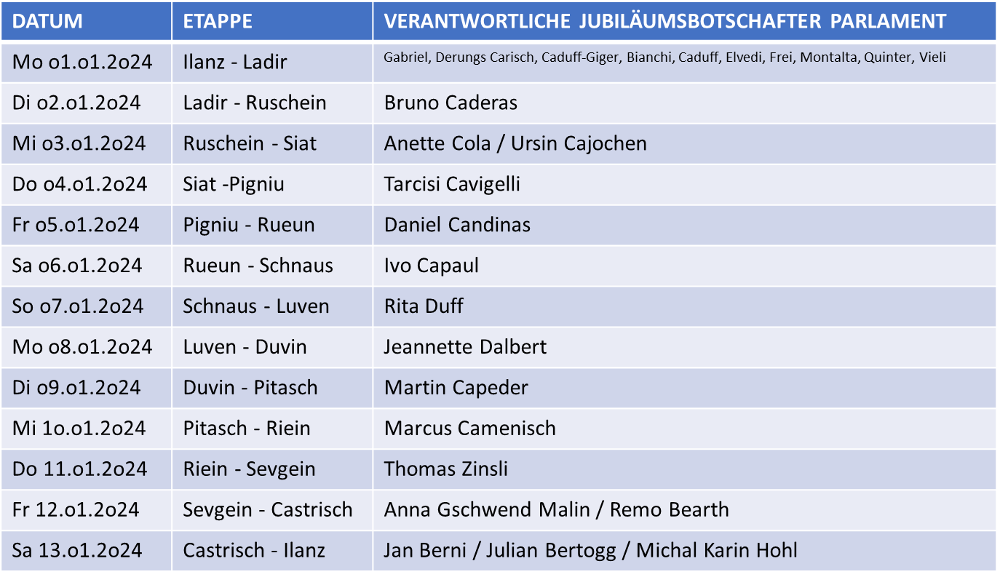 DATUM ETAPPE VERANTWORTLICHE JUBILÄUMSBOTSCHAFTER PARLAMENT
Mo o1.o1.2o24 Ilanz - Ladir Gabriel, Derungs Carisch, Caduff-Giger, Bianchi, Caduff, Elvedi, Frei, Montalta, Quinter, Vieli
Di o2.o1.2o24 Ladir - Ruschein Bruno Caderas
Mi o3.o1.2o24 Ruschein - Siat Anette Cola / Ursin Cajochen
Do o4.o1.2o24 Siat -Pigniu Tarcisi Cavigelli
Fr o5.o1.2o24 Pigniu - Rueun Daniel Candinas
Sa o6.o1.2o24 Rueun - Schnaus Ivo Capaul
So o7.o1.2o24 Schnaus - Luven Rita Duff
Mo o8.o1.2o24 Luven - Duvin Jeannette Dalbert
Di o9.o1.2o24 Duvin - Pitasch Martin Capeder
Mi 1o.o1.2o24 Pitasch - Riein Marcus Camenisch
Do 11.o1.2o24 Riein - Sevgein Thomas Zinsli
Fr 12.o1.2o24 Sevgein - Castrisch Anna Gschwend Malin / Remo Bearth
Sa 13.o1.2o24 Castrisch - Ilanz Jan Berni / Julian Bertogg / Michal Karin Hohl